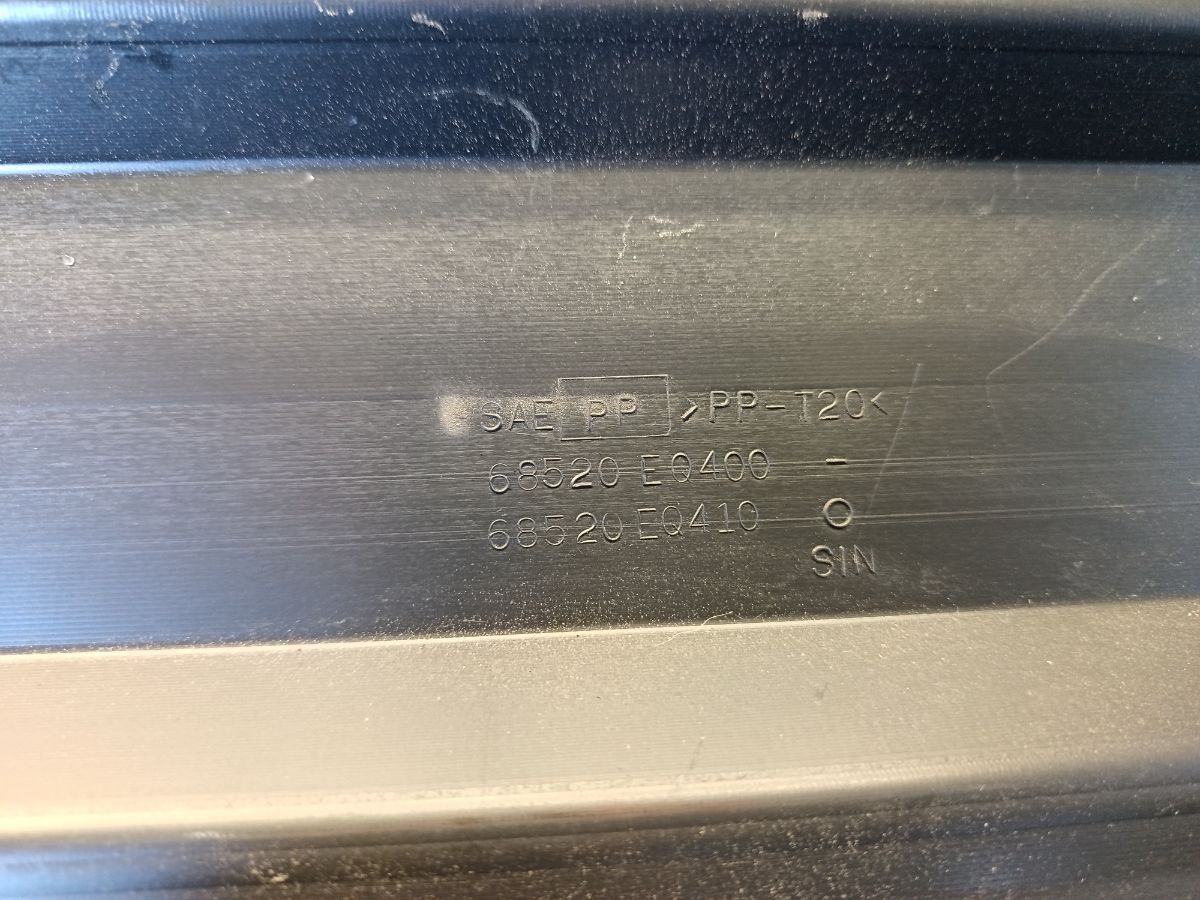 SAE PP >PP-T20<
68520 EQ400 -
68520 EQ410 O
SIN